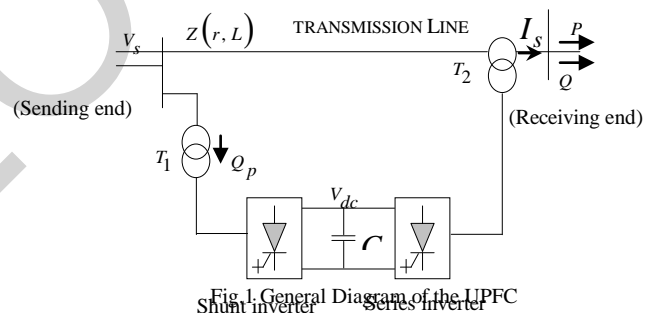 V_s
Z(r, L)
TRANSMISSION LINE
I_s
P
Q
T_2
(Sending end)
(Receiving end)
T_1
Q_p
V_dc
C
Fig.1 General Diagram of the UPFC
Shunt inverter
Series inverter